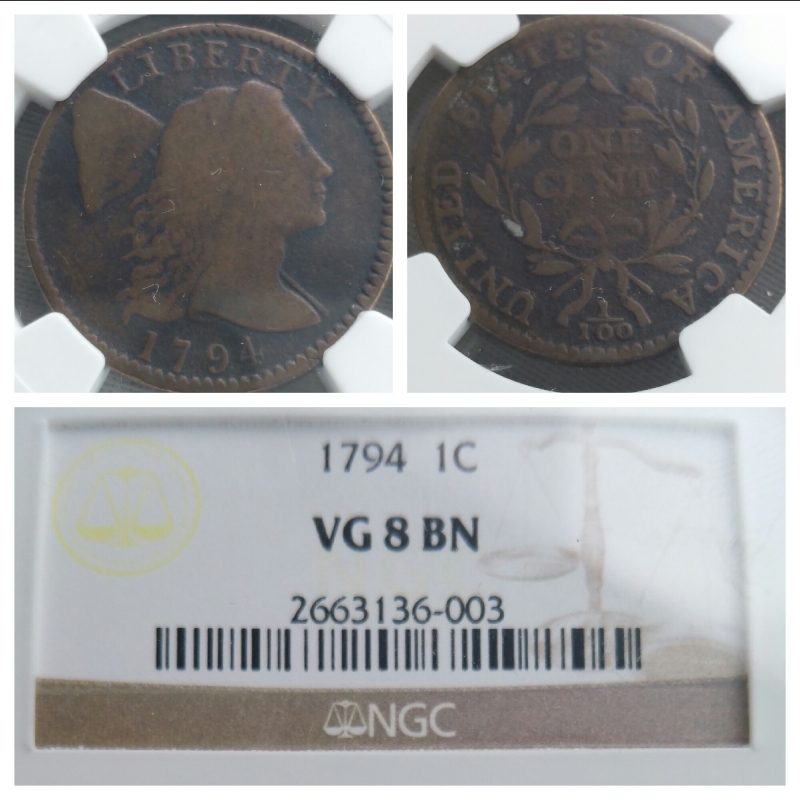 LIBERTY
1794
UNITED STATES OF AMERICA
ONE
CENT
1
100
1794 1C
VG 8 BN
2663136-003
NGC